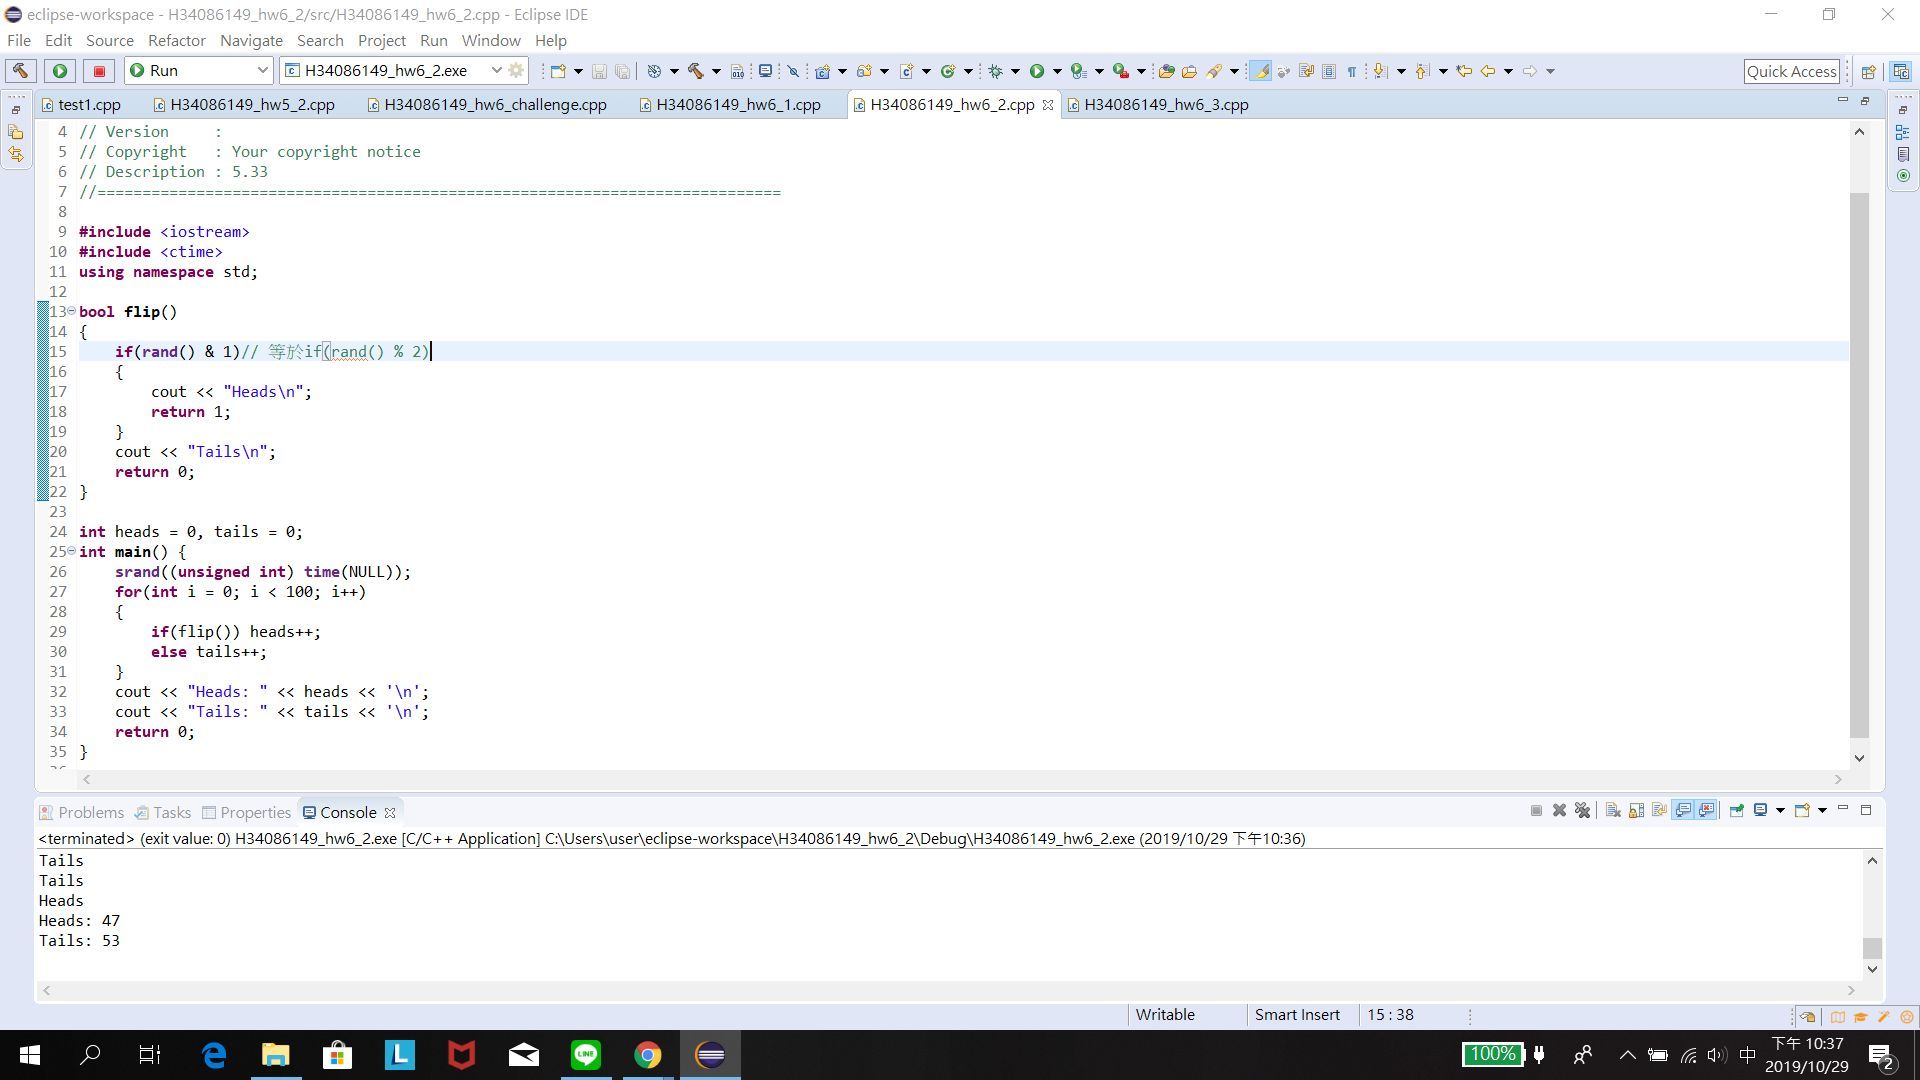 eclipse-workspace - H34086149_hw6_2/src/H34086149_hw6_2.cpp - Eclipse IDE
File Edit Source Refactor Navigate Search Project Run Window Help
Run H34086149_hw6_2.exe Quick Access
test1.cpp H34086149_hw5_2.cpp H34086149_hw6_challenge.cpp H34086149_hw6_1.cpp H34086149_hw6_2.cpp H34086149_hw6_3.cpp
4 // Version     :
5 // Copyright   : Your copyright notice
6 // Description : 5.33
7 //============================================================================
8
9 #include <iostream>
10 #include <ctime>
11 using namespace std;
12
13 bool flip()
14 {
15     if(rand() & 1)// 等於if(rand() % 2)
16     {
17         cout << "Heads\n";
18         return 1;
19     }
20     cout << "Tails\n";
21     return 0;
22 }
23
24 int heads = 0, tails = 0;
25 int main() {
26     srand((unsigned int) time(NULL));
27     for(int i = 0; i < 100; i++)
28     {
29         if(flip()) heads++;
30         else tails++;
31     }
32     cout << "Heads: " << heads << '\n';
33     cout << "Tails: " << tails << '\n';
34     return 0;
35 }
Problems Tasks Properties Console
<terminated> (exit value: 0) H34086149_hw6_2.exe [C/C++ Application] C:\Users\user\eclipse-workspace\H34086149_hw6_2\Debug\H34086149_hw6_2.exe (2019/10/29 下午10:36)
Tails
Tails
Heads
Heads: 47
Tails: 53
Writable Smart Insert 15 : 38
100% 中 下午 10:37
2019/10/29 2